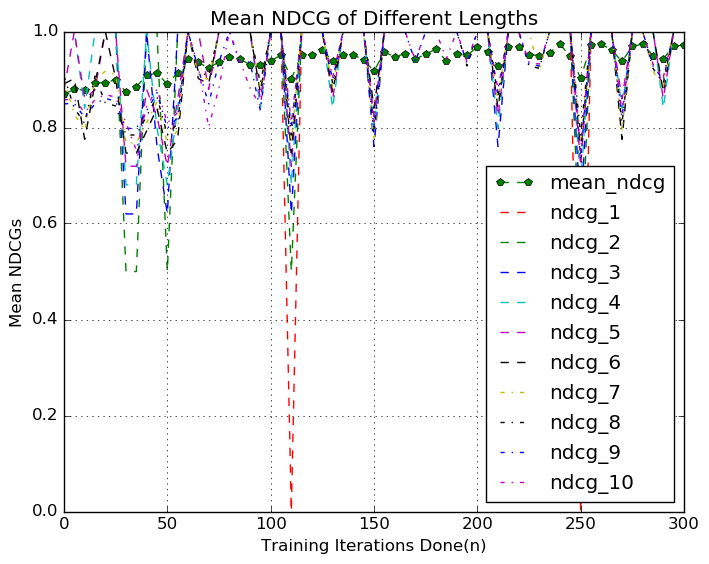 Mean NDCG of Different Lengths
1.0
0.8
0.6
0.4
0.2
0.0
Mean NDCGs
mean_ndcg
ndcg_1
ndcg_2
ndcg_3
ndcg_4
ndcg_5
ndcg_6
ndcg_7
ndcg_8
ndcg_9
ndcg_10
0 50 100 150 200 250 300
Training Iterations Done(n)